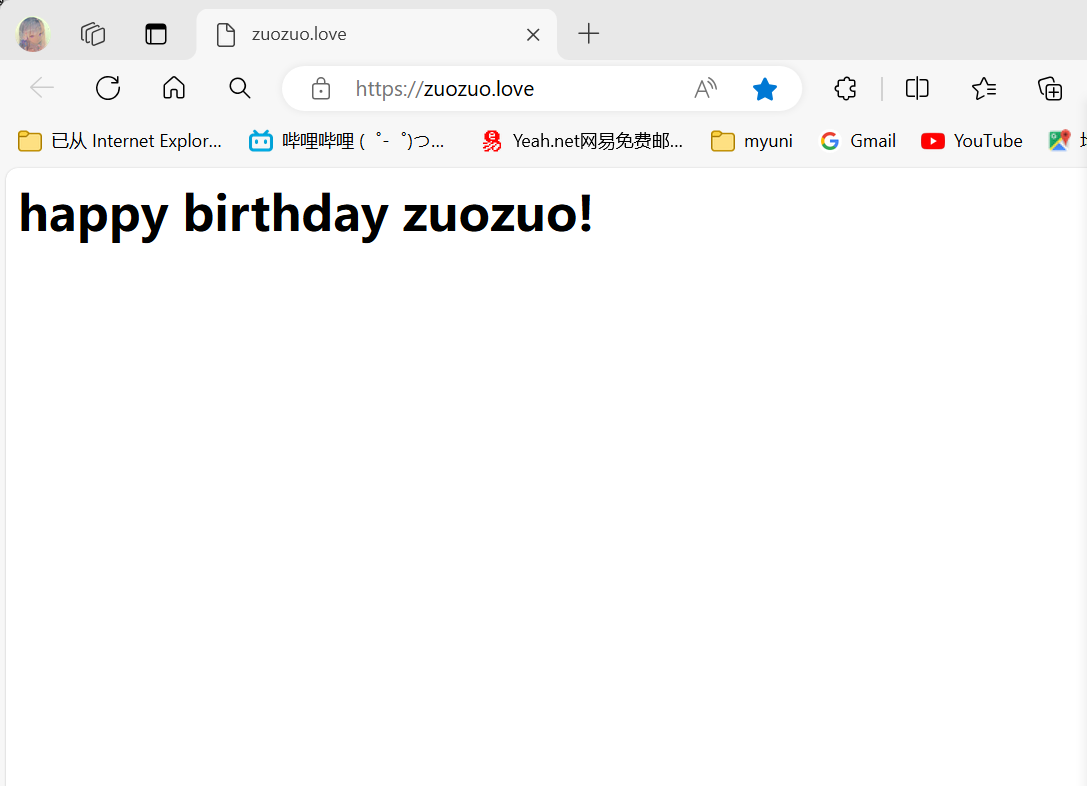 zuozuo.love
https://zuozuo.love
已从 Internet Explor...
哔哩哔哩 (゜-゜)つ...
Yeah.net网易免费邮...
myuni
Gmail
YouTube
happy birthday zuozuo!